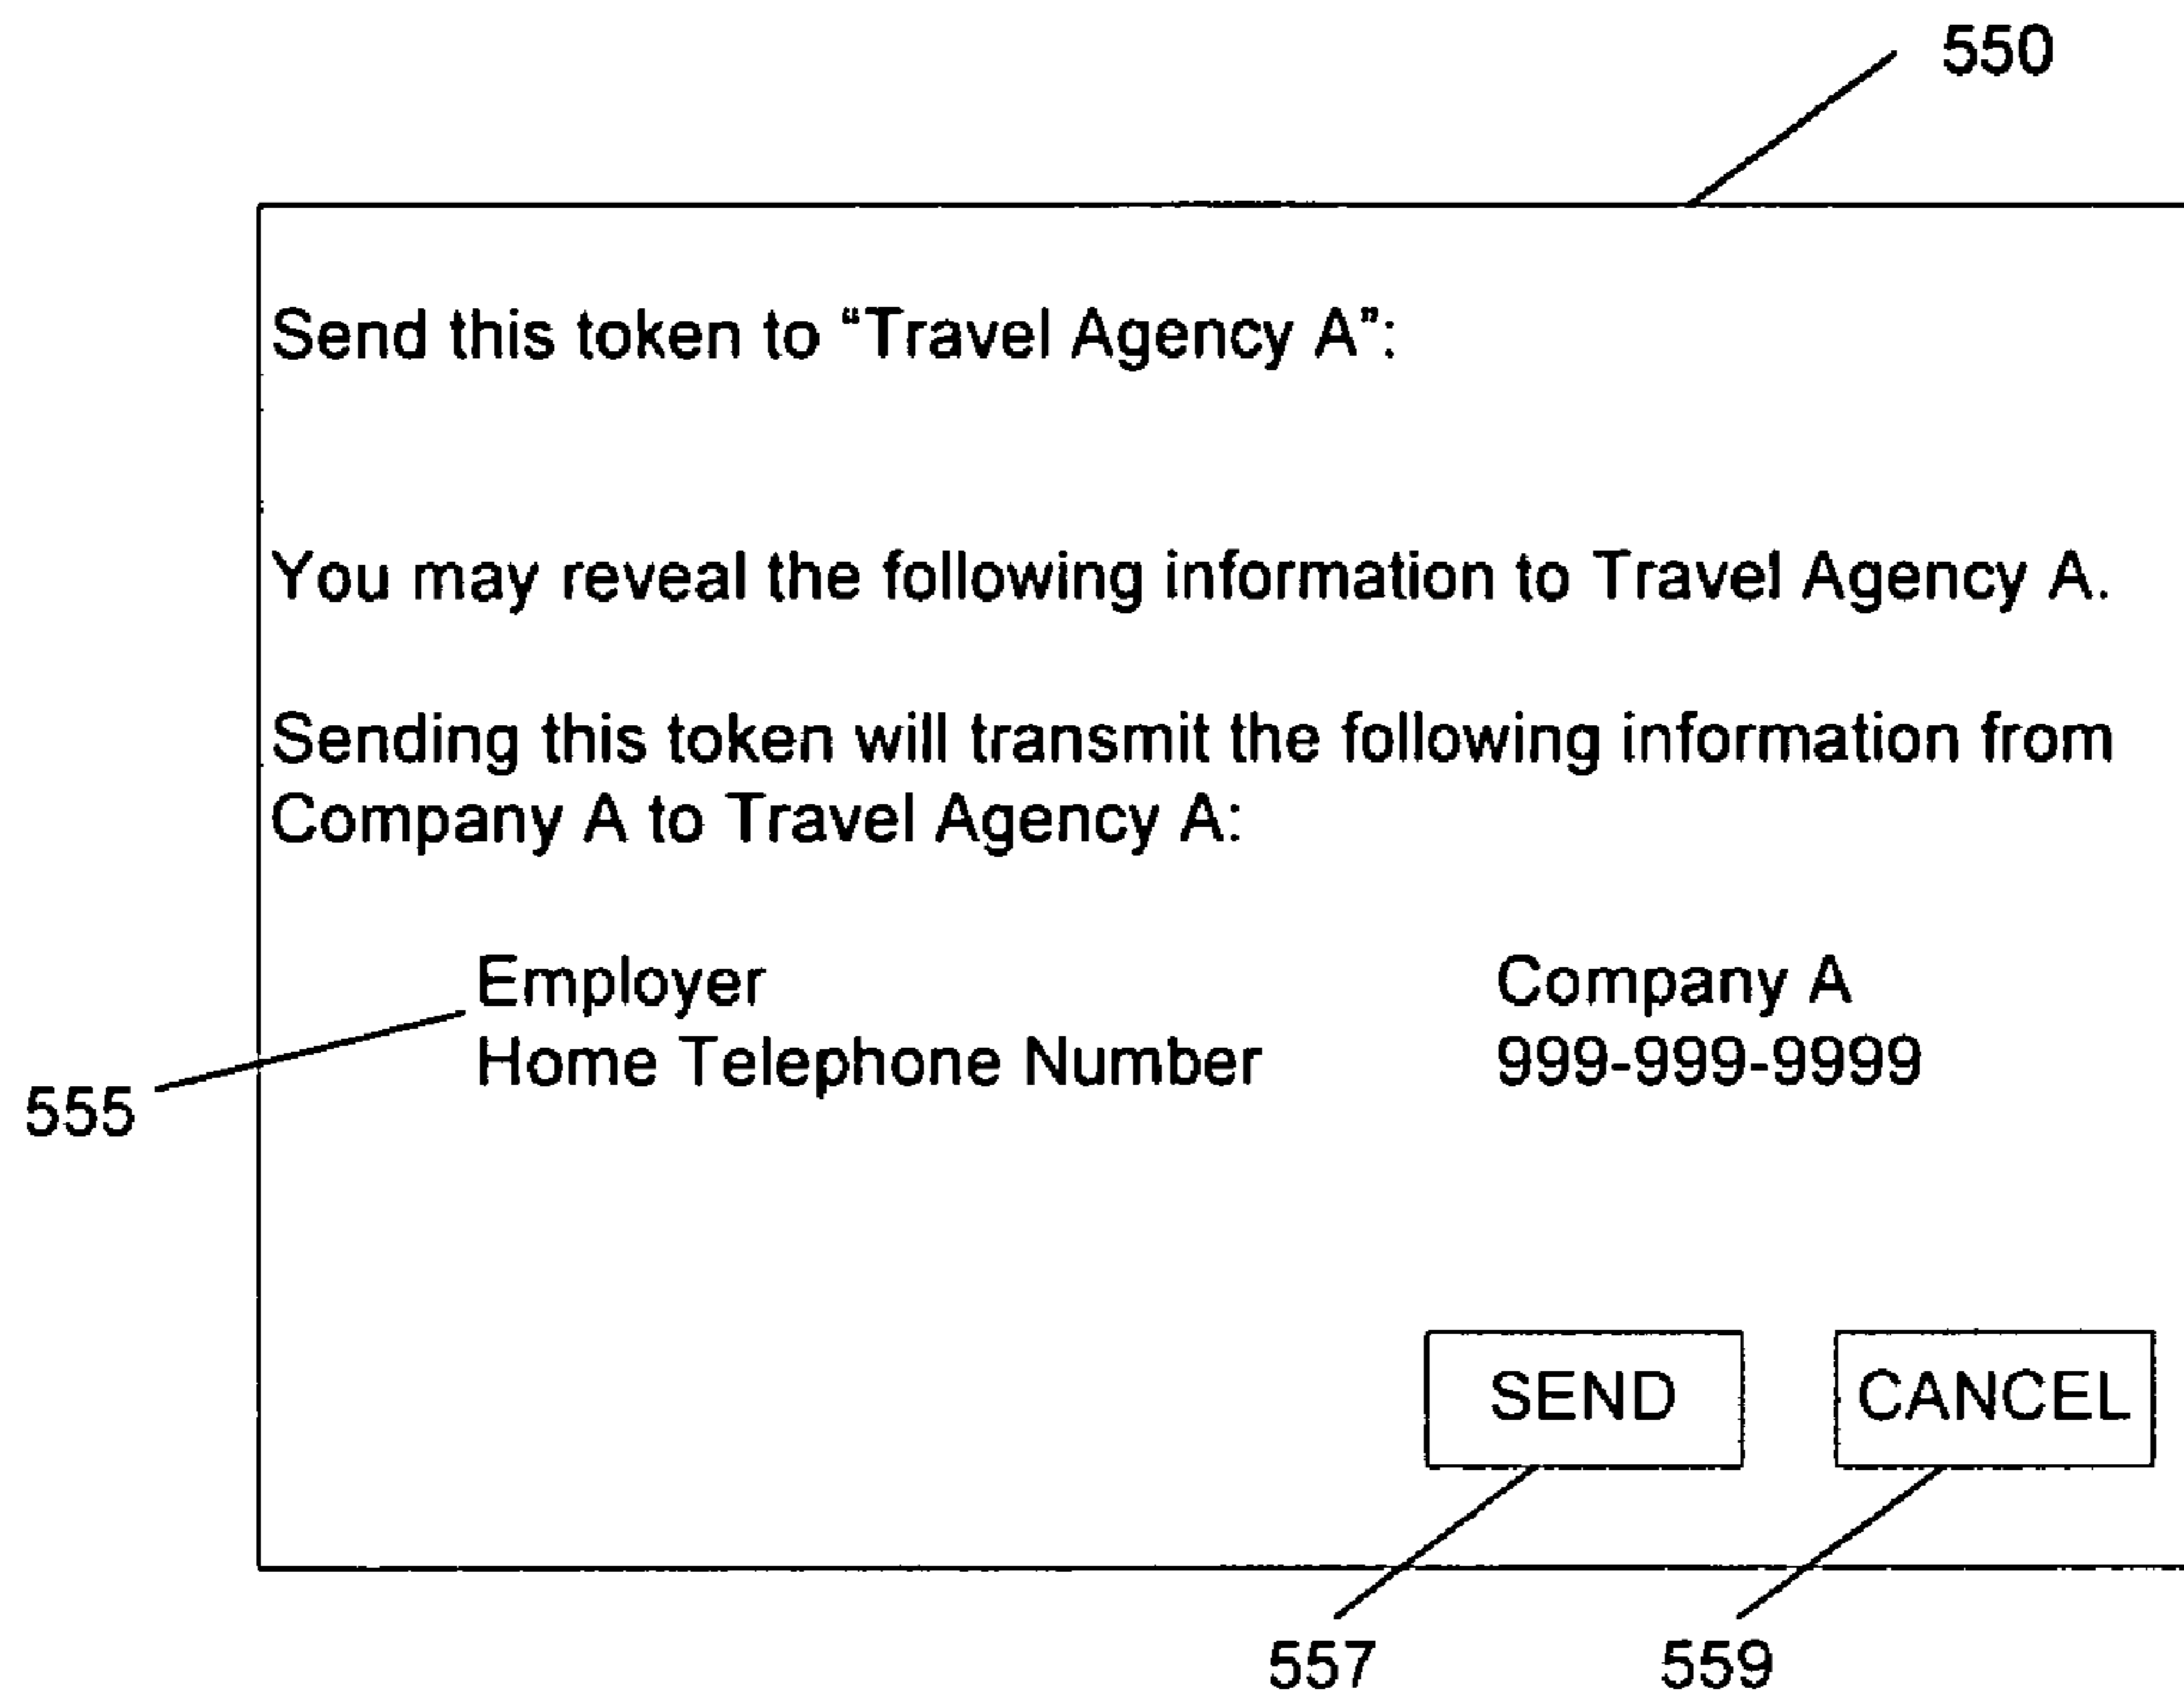 550
Send this token to “Travel Agency A”:
You may reveal the following information to Travel Agency A.
Sending this token will transmit the following information from
Company A to Travel Agency A:
Employer Company A
Home Telephone Number 999-999-9999
555
SEND CANCEL
557 559